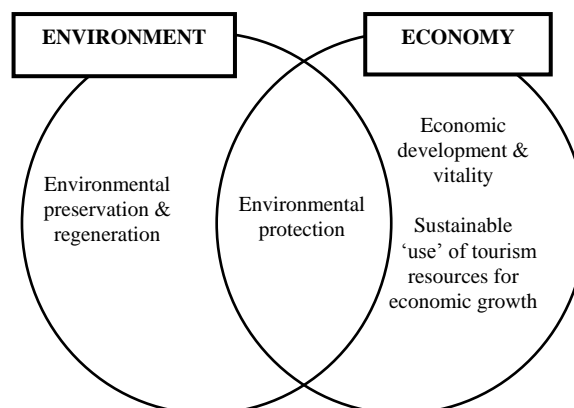 ENVIRONMENT
ECONOMY
Environmental
preservation &
regeneration
Environmental
protection
Economic
development &
vitality
Sustainable
‘use’ of tourism
resources for
economic growth